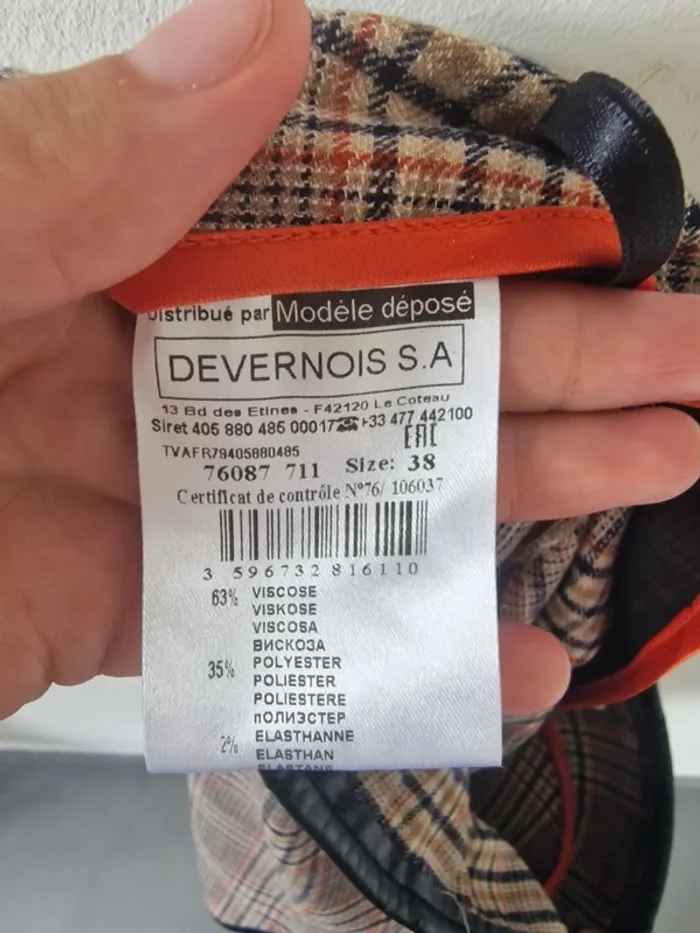 Distribué par Modèle déposé
DEVERNOIS S.A
13 Bd des Etines - F42120 Le Coteau
Siret 405 880 485 00017☎+33 477 442100
EAC
TVAFR79405880485
76087 711 Size: 38
Certificat de contrôle N°76/ 106037
3 596732 816110
63% VISCOSE
VISKOSE
VISCOSA
ВИСКОЗА
35% POLYESTER
POLIESTER
POLIESTERE
ПОЛИЭСТЕР
2% ELASTHANNE
ELASTHAN
ELASTANE